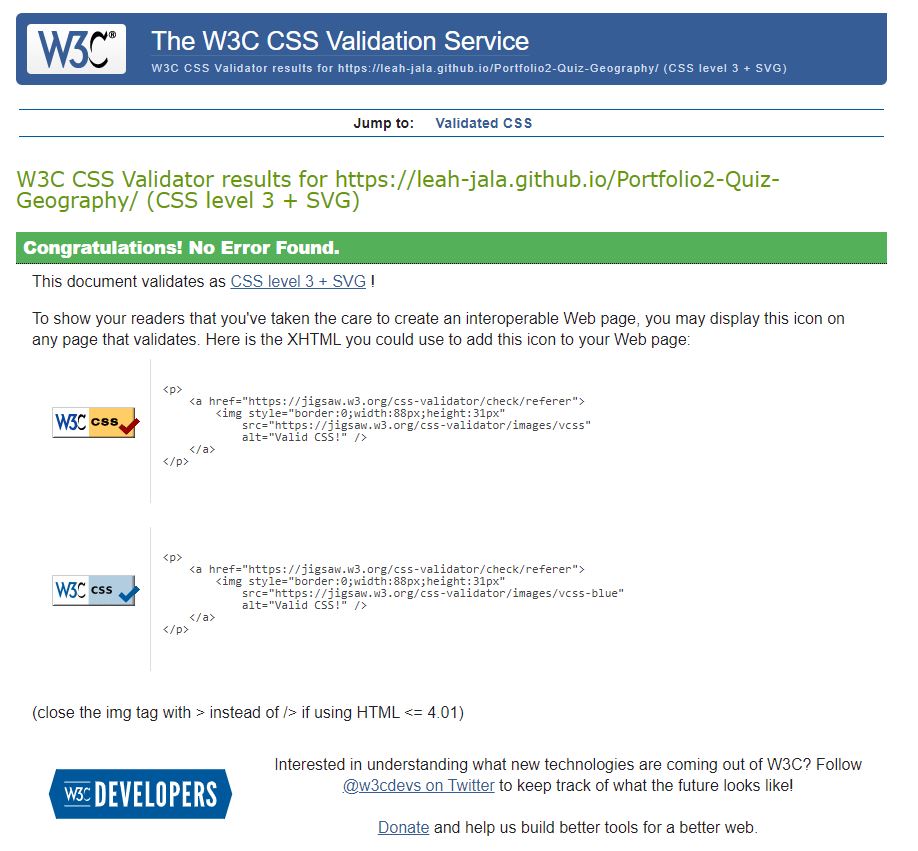 W3C®
The W3C CSS Validation Service
W3C CSS Validator results for https://leah-jala.github.io/Portfolio2-Quiz-Geography/ (CSS level 3 + SVG)
Jump to: Validated CSS
W3C CSS Validator results for https://leah-jala.github.io/Portfolio2-Quiz-
Geography/ (CSS level 3 + SVG)
Congratulations! No Error Found.
This document validates as CSS level 3 + SVG !
To show your readers that you've taken the care to create an interoperable Web page, you may display this icon on
any page that validates. Here is the XHTML you could use to add this icon to your Web page:
W3C css
<p>
<a href="https://jigsaw.w3.org/css-validator/check/referer">
<img style="border:0;width:88px;height:31px"
src="https://jigsaw.w3.org/css-validator/images/vcss"
alt="Valid CSS!" />
</a>
</p>
W3C css
<p>
<a href="https://jigsaw.w3.org/css-validator/check/referer">
<img style="border:0;width:88px;height:31px"
src="https://jigsaw.w3.org/css-validator/images/vcss-blue"
alt="Valid CSS!" />
</a>
</p>
(close the img tag with > instead of /> if using HTML <= 4.01)
W3C DEVELOPERS
Interested in understanding what new technologies are coming out of W3C? Follow
@w3cdevs on Twitter to keep track of what the future looks like!
Donate and help us build better tools for a better web.